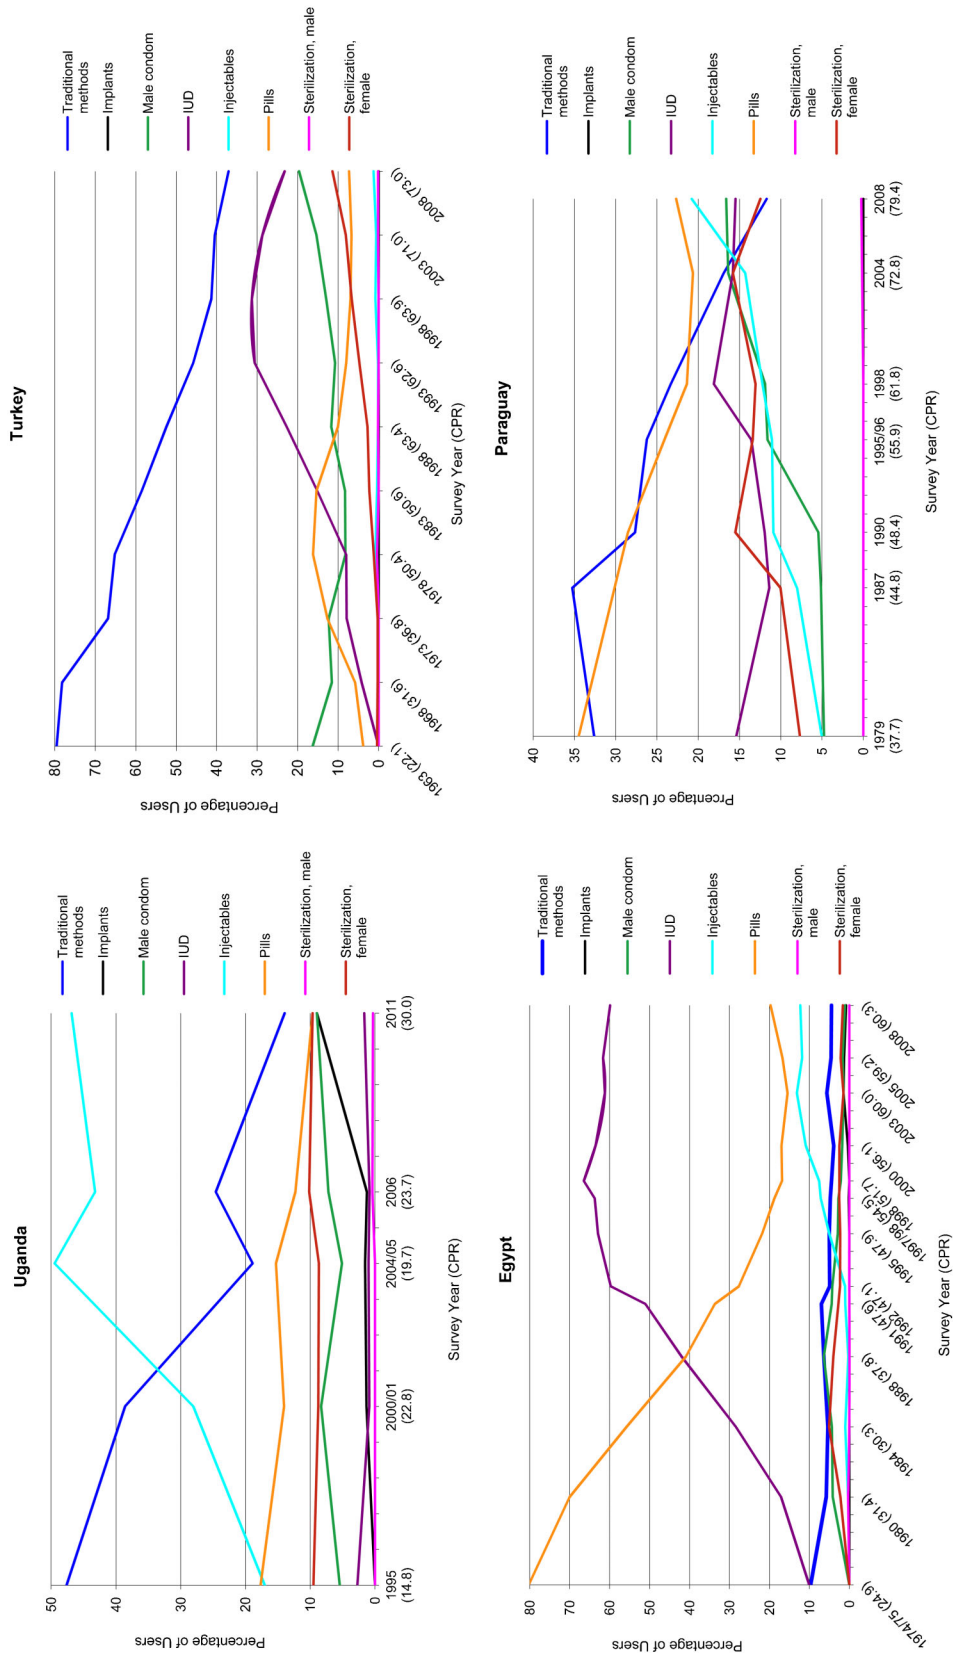 Uganda
Percentage of Users
50
40
30
20
10
0
1995
(14.8)
2000/01
(22.8)
2004/05
(19.7)
2006
(23.7)
2011
(30.0)
Survey Year (CPR)
Traditional
methods
Implants
Male condom
IUD
Injectables
Pills
Sterilization, male
Sterilization,
female
Turkey
Percentage of Users
80
70
60
50
40
30
20
10
0
1963 (22.1)
1968 (31.6)
1973 (36.8)
1978 (50.4)
1983 (50.6)
1988 (63.4)
1993 (62.6)
1998 (63.9)
2003 (71.0)
2008 (73.0)
Survey Year (CPR)
Traditional
methods
Implants
Male condom
IUD
Injectables
Pills
Sterilization, male
Sterilization,
female
Egypt
Percentage of Users
80
70
60
50
40
30
20
10
0
1974/75 (24.9)
1980 (31.4)
1984 (30.3)
1988 (37.8)
1991 (47.6)
1992 (47.1)
1995 (47.9)
1997/98 (54.5)
1998 (51.7)
2000 (56.1)
2003 (60.0)
2005 (59.2)
2008 (60.3)
Survey Year (CPR)
Traditional
methods
Implants
Male condom
IUD
Injectables
Pills
Sterilization,
male
Sterilization,
female
Paraguay
Prcentage of Users
40
35
30
25
20
15
10
5
0
1979
(37.7)
1987
(44.8)
1990
(48.4)
1995/96
(55.9)
1998
(61.8)
2004
(72.8)
2008
(79.4)
Survey Year (CPR)
Traditional
methods
Implants
Male condom
IUD
Injectables
Pills
Sterilization,
male
Sterilization,
female